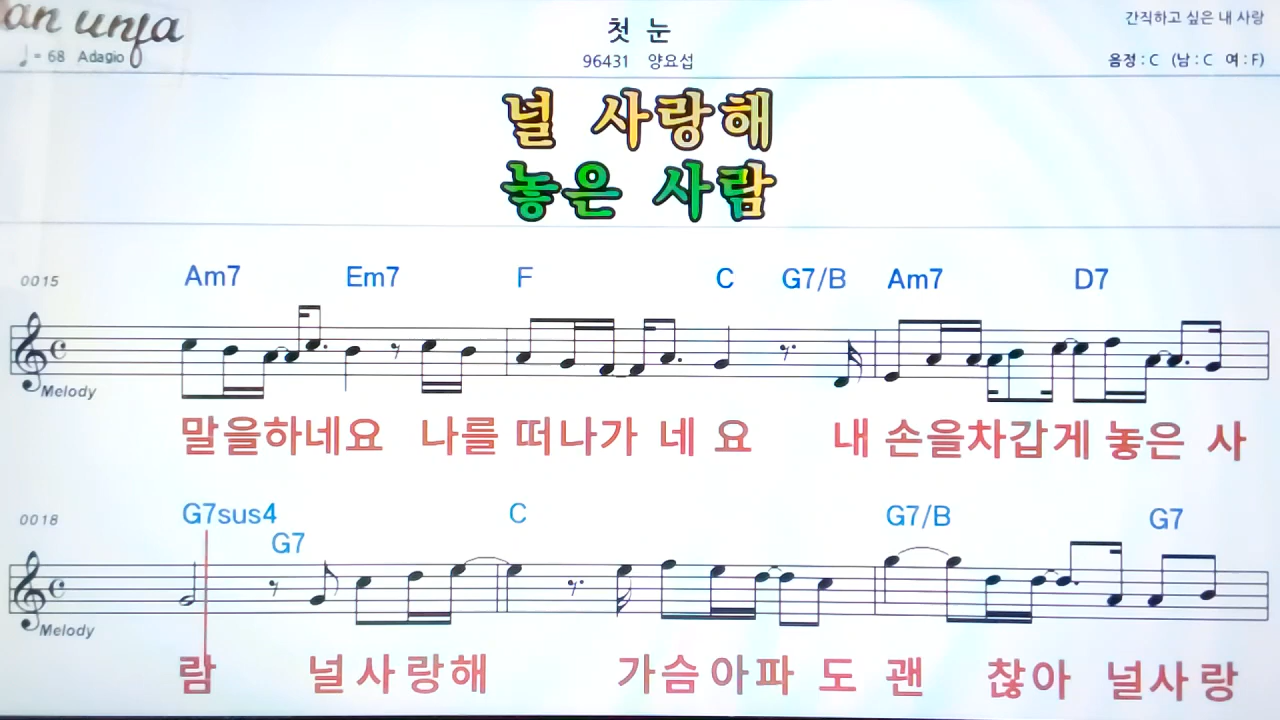 첫 눈
간직하고 싶은 내 사랑
♩= 68 Adagio
96431 양요섭
음정 : C (남 : C 여 : F)
널 사랑해
놓은 사람
0015
Am7 Em7 F C G7/B Am7 D7
Melody
말을하네요 나를 떠나가 네 요 내 손을차갑게 놓은 사
0018
G7sus4 G7 C G7/B G7
Melody
람 널사랑해 가슴아파 도 괜 찮아 널사랑